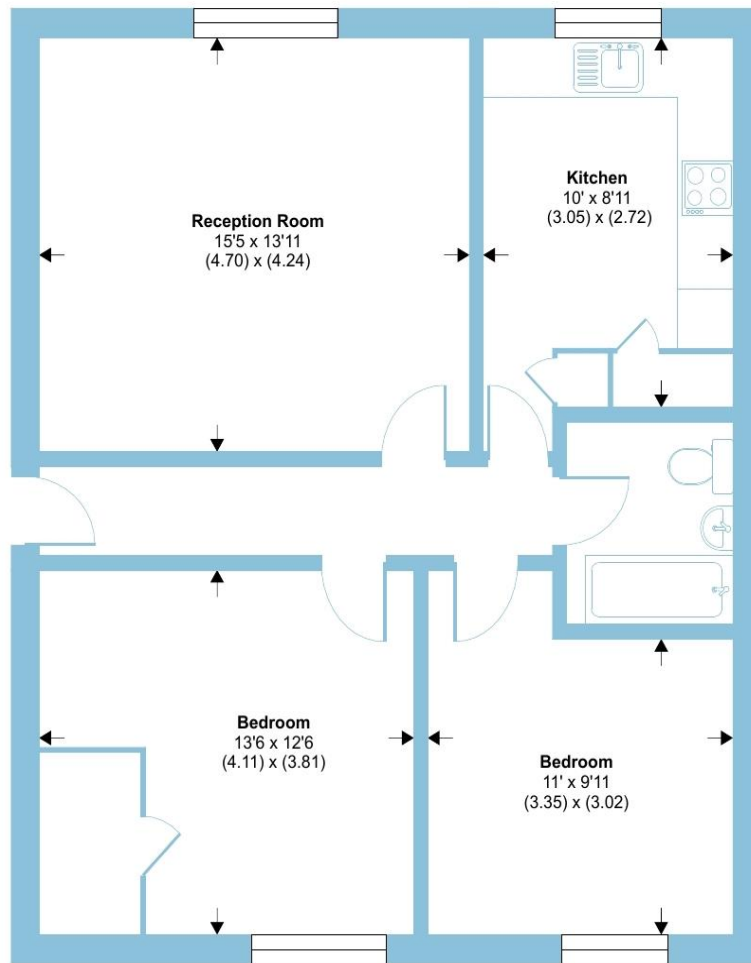 Reception Room
15'5 x 13'11
(4.70) x (4.24)
Kitchen
10' x 8'11
(3.05) x (2.72)
Bedroom
13'6 x 12'6
(4.11) x (3.81)
Bedroom
11' x 9'11
(3.35) x (3.02)